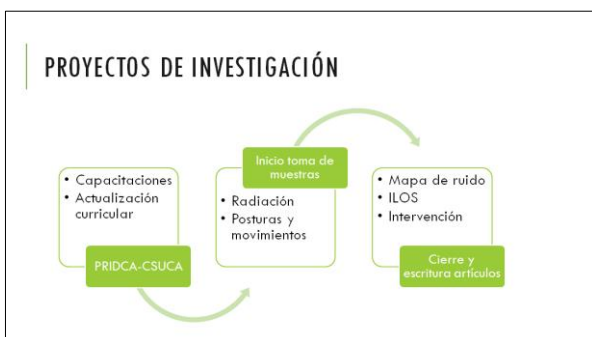 PROYECTOS DE INVESTIGACIÓN
• Capacitaciones
• Actualización
curricular
PRIDCA-CSUCA
Inicio toma de
muestras
• Radiación
• Posturas y
movimientos
• Mapa de ruido
• ILOS
• Intervención
Cierre y
escritura artículos